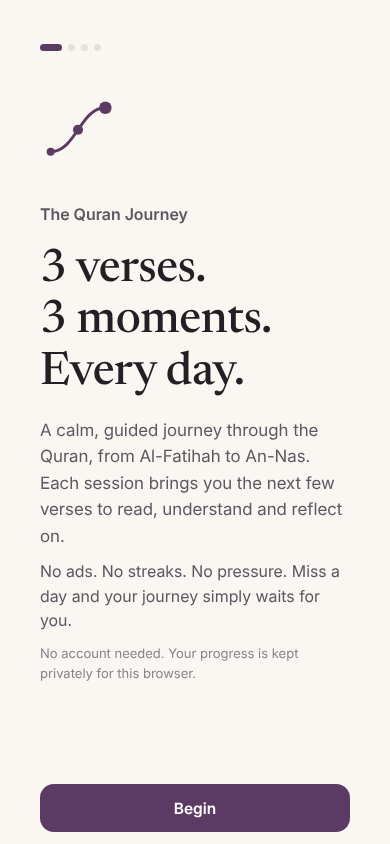 The Quran Journey
3 verses.
3 moments.
Every day.
A calm, guided journey through the
Quran, from Al-Fatihah to An-Nas.
Each session brings you the next few
verses to read, understand and reflect
on.
No ads. No streaks. No pressure. Miss a
day and your journey simply waits for
you.
No account needed. Your progress is kept
privately for this browser.
Begin